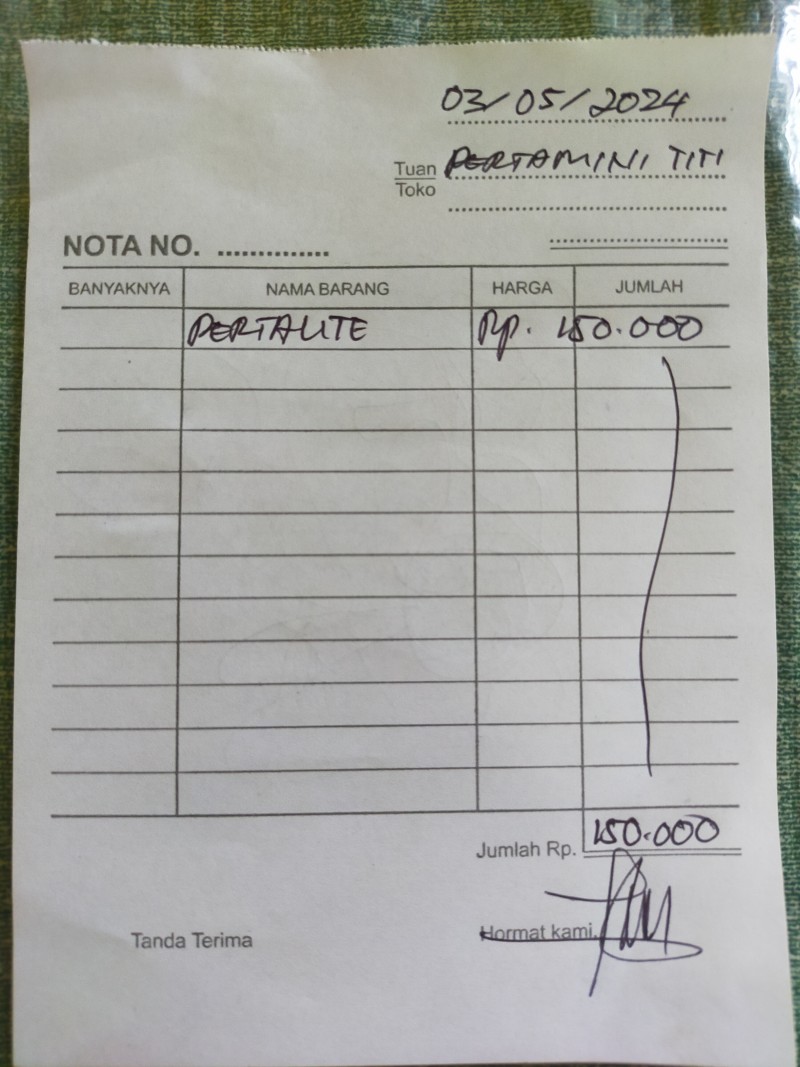 03/05/2024
Tuan PERTAMINI TITI
Toko
NOTA NO. ..............
BANYAKNYA NAMA BARANG HARGA JUMLAH
PERTALITE Rp. 150.000
Jumlah Rp. 150.000
Tanda Terima Hormat kami,